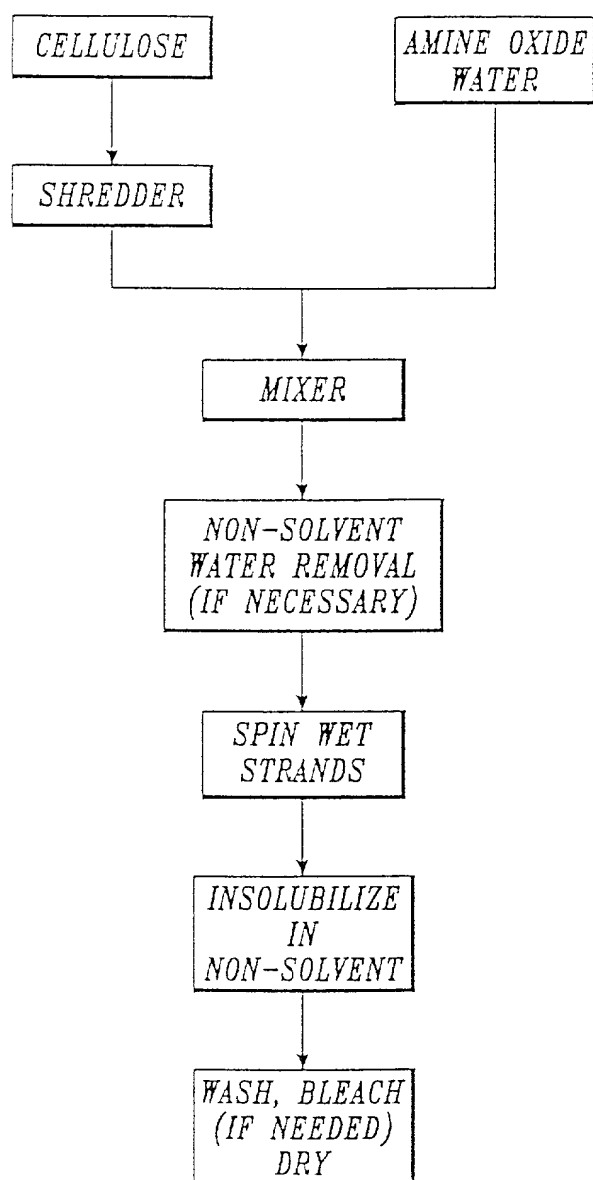 CELLULOSE
AMINE OXIDE
WATER
SHREDDER
MIXER
NON-SOLVENT
WATER REMOVAL
(IF NECESSARY)
SPIN WET
STRANDS
INSOLUBILIZE
IN
NON-SOLVENT
WASH, BLEACH
(IF NEEDED)
DRY